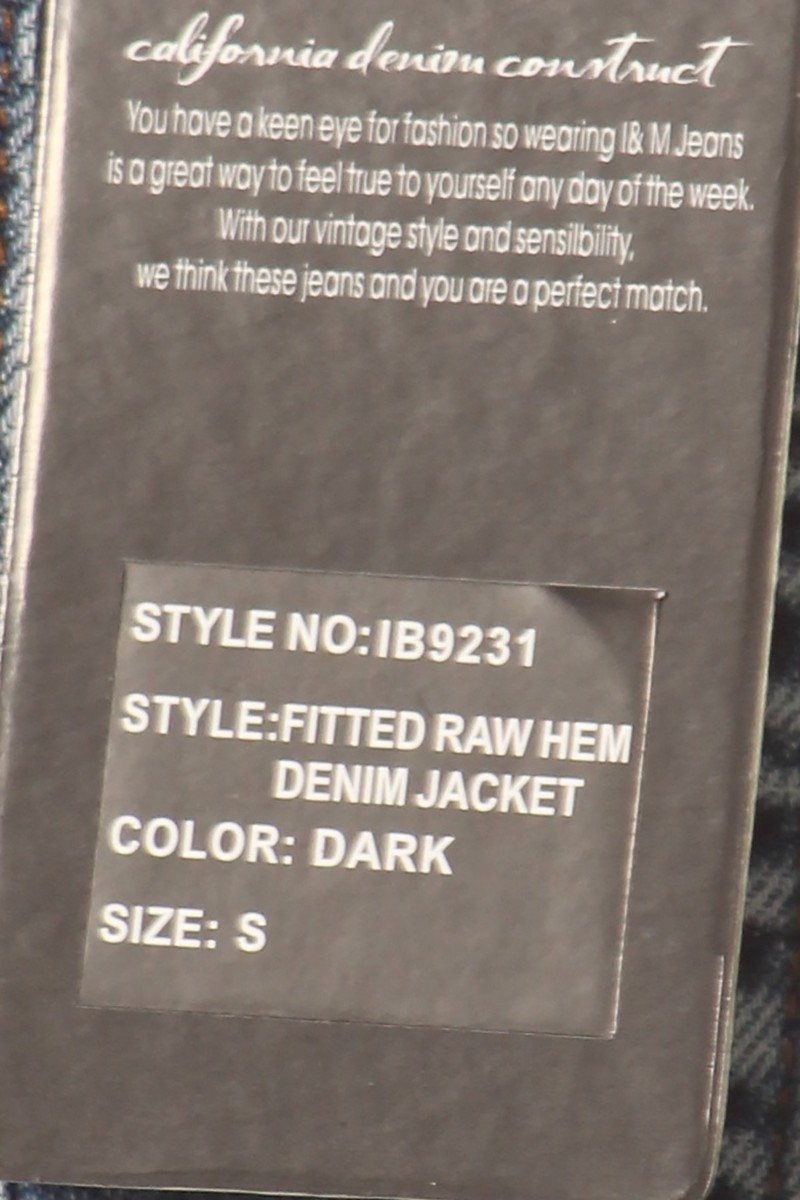 california denim construct
You have a keen eye for fashion so wearing I& M Jeans
is a great way to feel true to yourself any day of the week.
With our vintage style and sensilbility,
we think these jeans and you are a perfect match.
STYLE NO:IB9231
STYLE:FITTED RAW HEM
DENIM JACKET
COLOR: DARK
SIZE: S